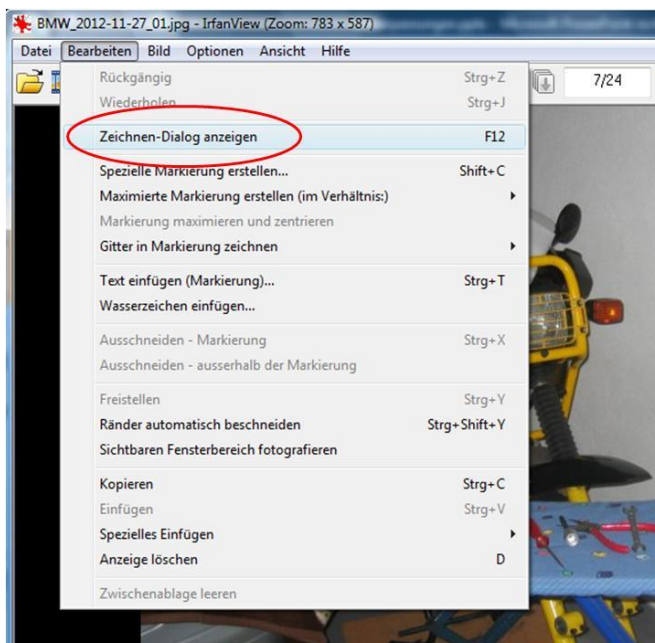 BMW_2012-11-27_01.jpg - IrfanView (Zoom: 783 x 587)
Datei Bearbeiten Bild Optionen Ansicht Hilfe
7/24
Rückgängig Strg+Z
Wiederholen Strg+J
Zeichnen-Dialog anzeigen F12
Spezielle Markierung erstellen... Shift+C
Maximierte Markierung erstellen (im Verhältnis:)
Markierung maximieren und zentrieren
Gitter in Markierung zeichnen
Text einfügen (Markierung)... Strg+T
Wasserzeichen einfügen...
Ausschneiden - Markierung Strg+X
Ausschneiden - ausserhalb der Markierung
Freistellen Strg+Y
Ränder automatisch beschneiden Strg+Shift+Y
Sichtbaren Fensterbereich fotografieren
Kopieren Strg+C
Einfügen Strg+V
Spezielles Einfügen
Anzeige löschen D
Zwischenablage leeren